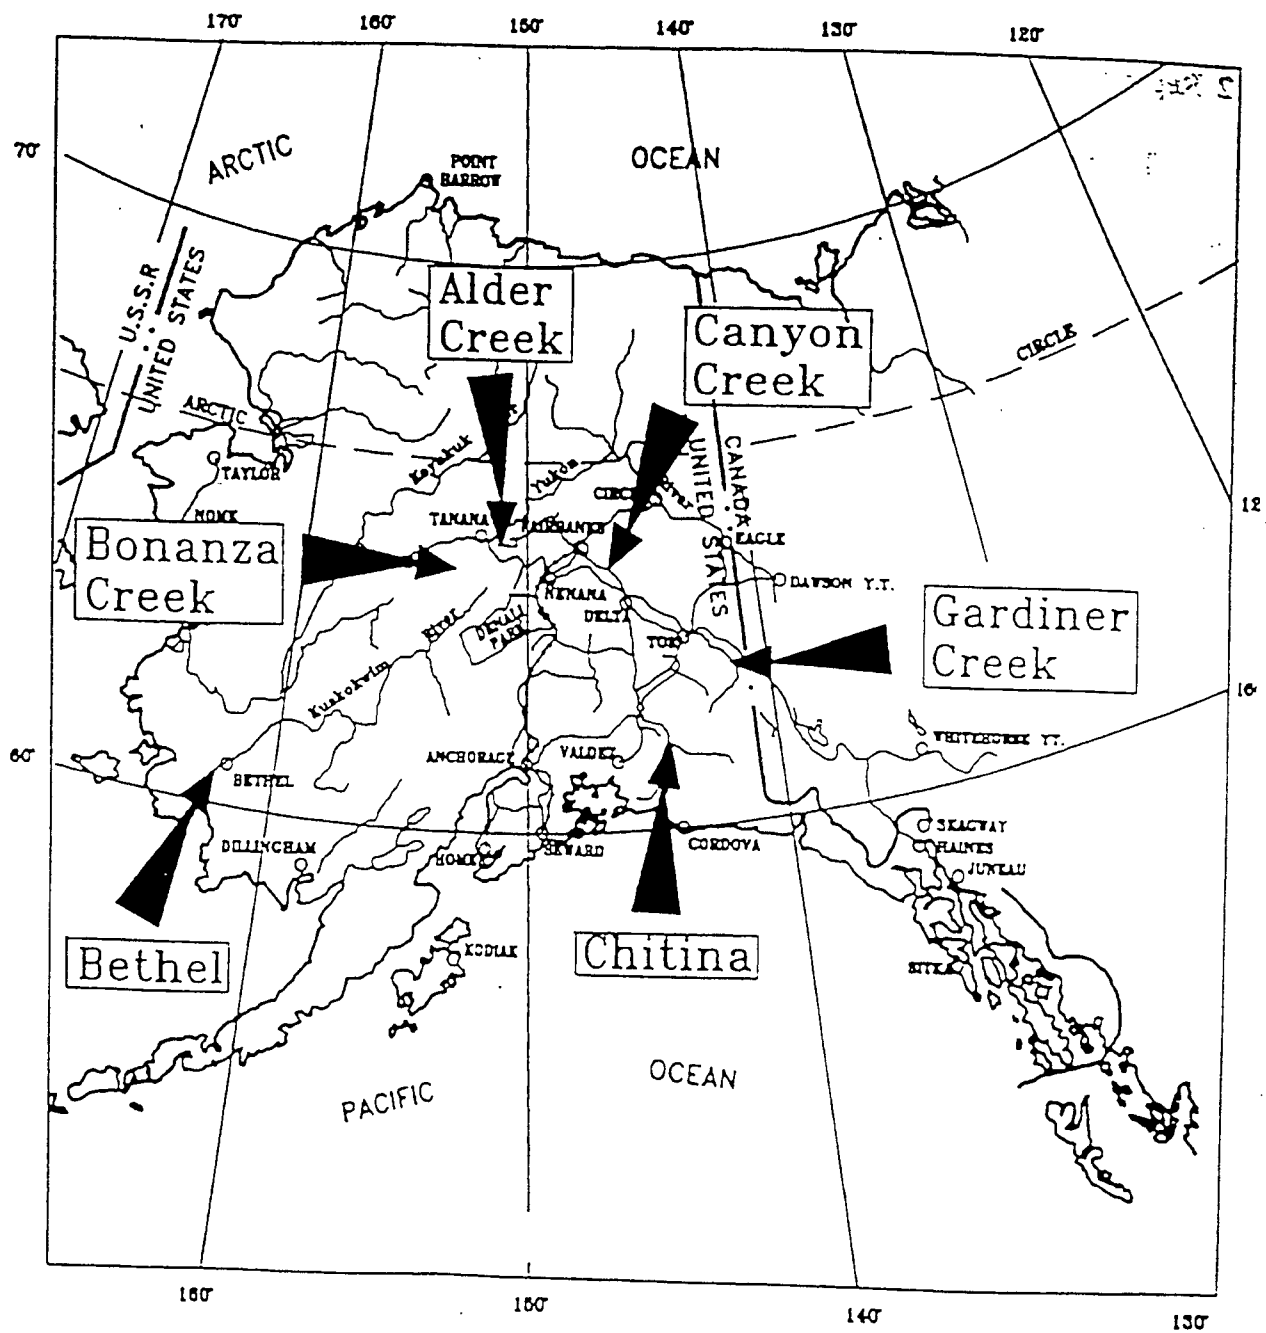 170°
160°
150°
140°
130°
120°
70°
ARCTIC
OCEAN
POINT
BARROW
U.S.S.R
UNITED STATES
Alder
Creek
Canyon
Creek
CIRCLE
ARCTIC
TAYLOR
Koyukuk
Yukon
River
CANADA
UNITED STATES
NOME
TANANA
FAIRBANKS
EAGLE
Bonanza
Creek
DAWSON Y.T.
NENANA
DELTA
DENALI
PARK
TOK
Gardiner
Creek
River
Kuskokwim
60°
ANCHORAGE
VALDEZ
WHITEHORSE YT.
BETHEL
DILLINGHAM
HOMER
SEWARD
CORDOVA
SKAGWAY
HAINES
JUNEAU
Bethel
KODIAK
Chitina
SITKA
PACIFIC
OCEAN
160°
150°
140°
130°